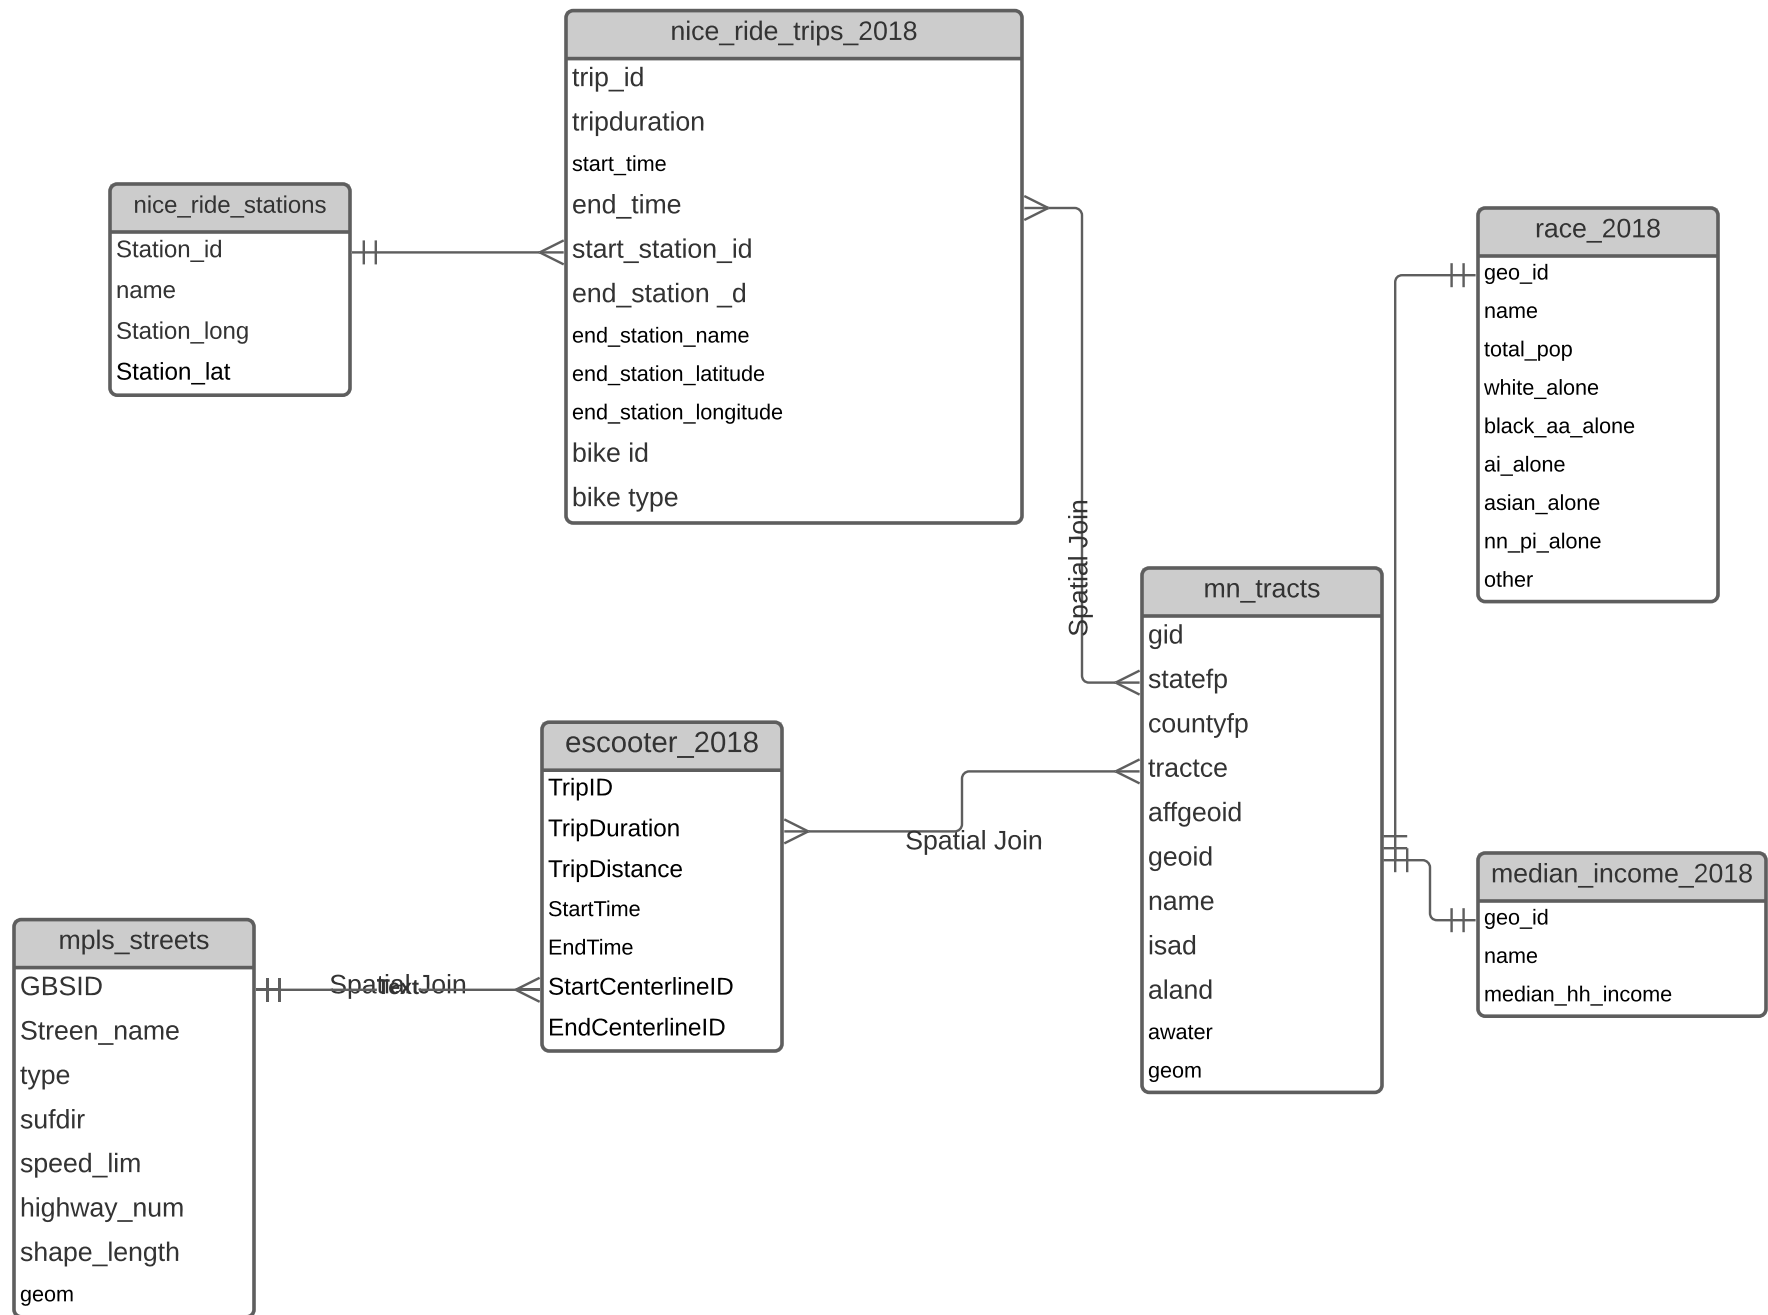 nice_ride_trips_2018
trip_id
tripduration
start_time
end_time
start_station_id
end_station _d
end_station_name
end_station_latitude
end_station_longitude
bike id
bike type
nice_ride_stations
Station_id
name
Station_long
Station_lat
race_2018
geo_id
name
total_pop
white_alone
black_aa_alone
ai_alone
asian_alone
nn_pi_alone
other
Spatial Join
mn_tracts
gid
statefp
countyfp
tractce
affgeoid
geoid
name
isad
aland
awater
geom
escooter_2018
TripID
TripDuration
TripDistance
StartTime
EndTime
StartCenterlineID
EndCenterlineID
Spatial Join
median_income_2018
geo_id
name
median_hh_income
mpls_streets
GBSID
Streen_name
type
sufdir
speed_lim
highway_num
shape_length
geom
Spatial Join
Text